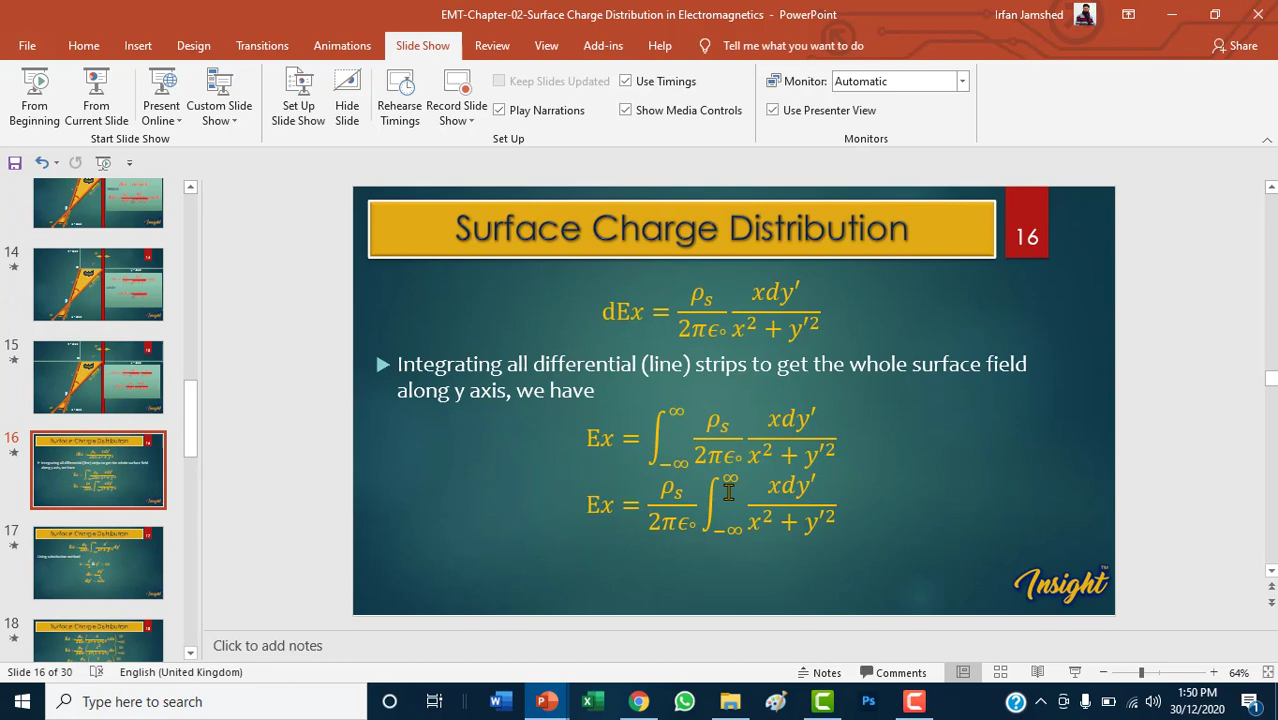 EMT-Chapter-02-Surface Charge Distribution in Electromagnetics - PowerPoint
Irfan Jamshed
File Home Insert Design Transitions Animations Slide Show Review View Add-ins Help Tell me what you want to do Share
From Beginning
From Current Slide
Present Online
Custom Slide Show
Start Slide Show
Set Up Slide Show
Hide Slide
Rehearse Timings
Record Slide Show
Keep Slides Updated
Use Timings
Play Narrations
Show Media Controls
Set Up
Monitor: Automatic
Use Presenter View
Monitors
14
15
16
17
18
Surface Charge Distribution
16
dEx = ρₛ/2πϵ∘ xdy′/x² + y′²
Integrating all differential (line) strips to get the whole surface field
along y axis, we have
Ex = ∫_−∞^∞ ρₛ/2πϵ∘ xdy′/x² + y′²
Ex = ρₛ/2πϵ∘ ∫_−∞^∞ xdy′/x² + y′²
Insight™
Click to add notes
Slide 16 of 30 English (United Kingdom) Notes Comments 64%
Type here to search
1:50 PM
30/12/2020